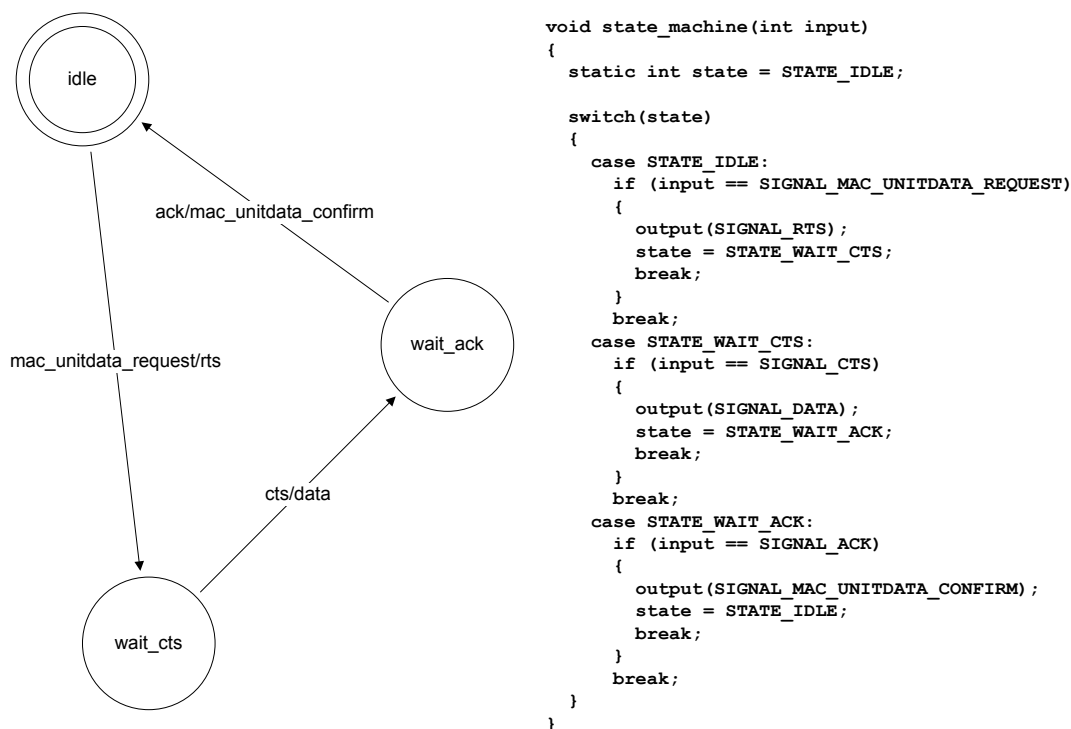 idle
ack/mac_unitdata_confirm
wait_ack
mac_unitdata_request/rts
cts/data
wait_cts
void state_machine(int input)
{
  static int state = STATE_IDLE;

  switch(state)
  {
    case STATE_IDLE:
      if (input == SIGNAL_MAC_UNITDATA_REQUEST)
      {
        output(SIGNAL_RTS);
        state = STATE_WAIT_CTS;
        break;
      }
      break;
    case STATE_WAIT_CTS:
      if (input == SIGNAL_CTS)
      {
        output(SIGNAL_DATA);
        state = STATE_WAIT_ACK;
        break;
      }
      break;
    case STATE_WAIT_ACK:
      if (input == SIGNAL_ACK)
      {
        output(SIGNAL_MAC_UNITDATA_CONFIRM);
        state = STATE_IDLE;
        break;
      }
      break;
  }
}